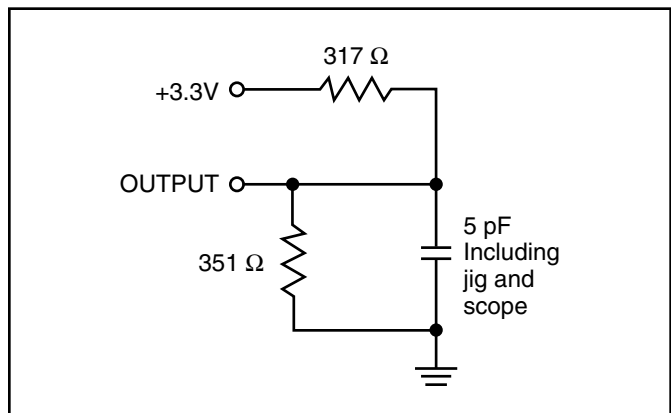 317 Ω
+3.3V
OUTPUT
351 Ω
5 pF
Including
jig and
scope